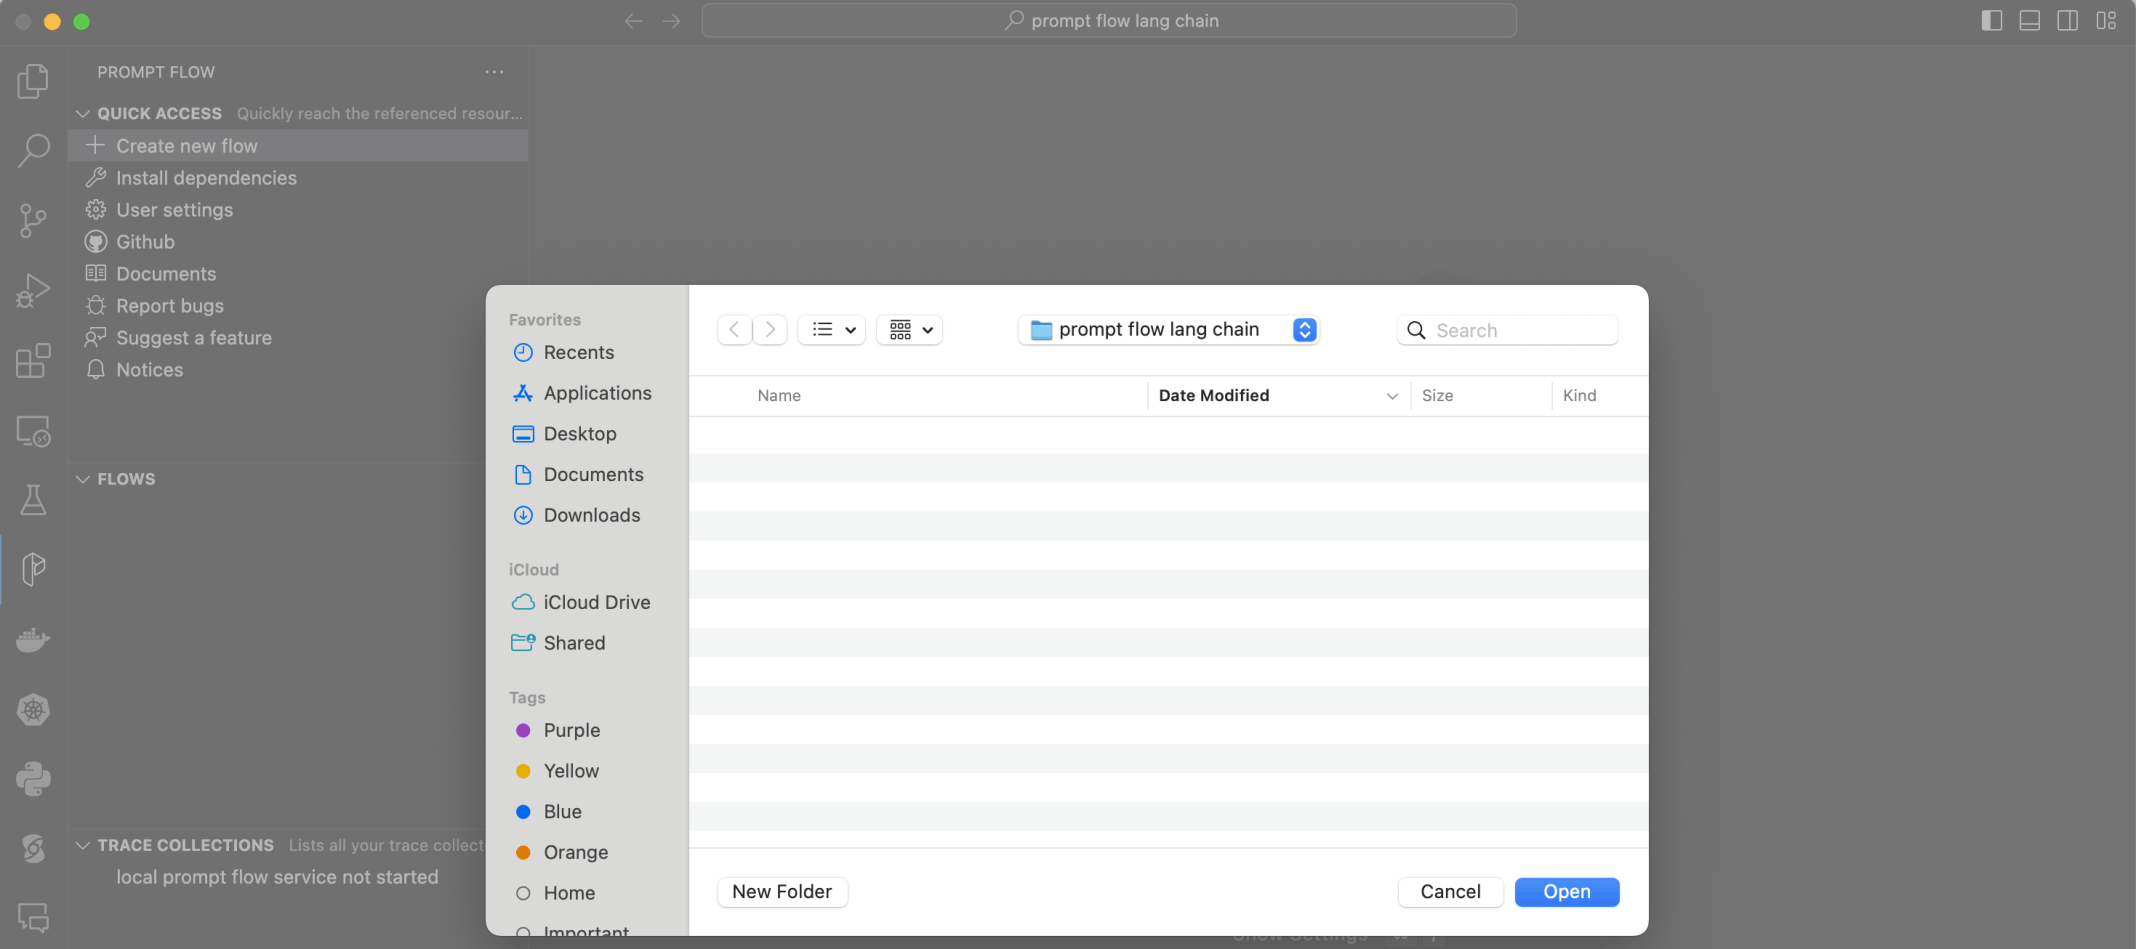 prompt flow lang chain
PROMPT FLOW
QUICK ACCESS Quickly reach the referenced resour...
Create new flow
Install dependencies
User settings
Github
Documents
Report bugs
Suggest a feature
Notices
FLOWS
TRACE COLLECTIONS Lists all your trace collect
local prompt flow service not started
Favorites
Recents
Applications
Desktop
Documents
Downloads
iCloud
iCloud Drive
Shared
Tags
Purple
Yellow
Blue
Orange
Home
Important
prompt flow lang chain
Search
Name Date Modified Size Kind
New Folder Cancel Open
Show Settings